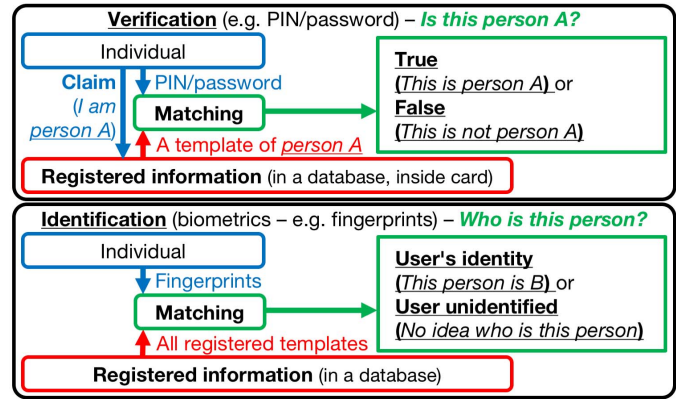 Verification (e.g. PIN/password) – Is this person A?
Individual
Claim
(I am
person A)
PIN/password
Matching
A template of person A
Registered information (in a database, inside card)
True
(This is person A) or
False
(This is not person A)
Identification (biometrics – e.g. fingerprints) – Who is this person?
Individual
Fingerprints
Matching
All registered templates
Registered information (in a database)
User's identity
(This person is B) or
User unidentified
(No idea who is this person)